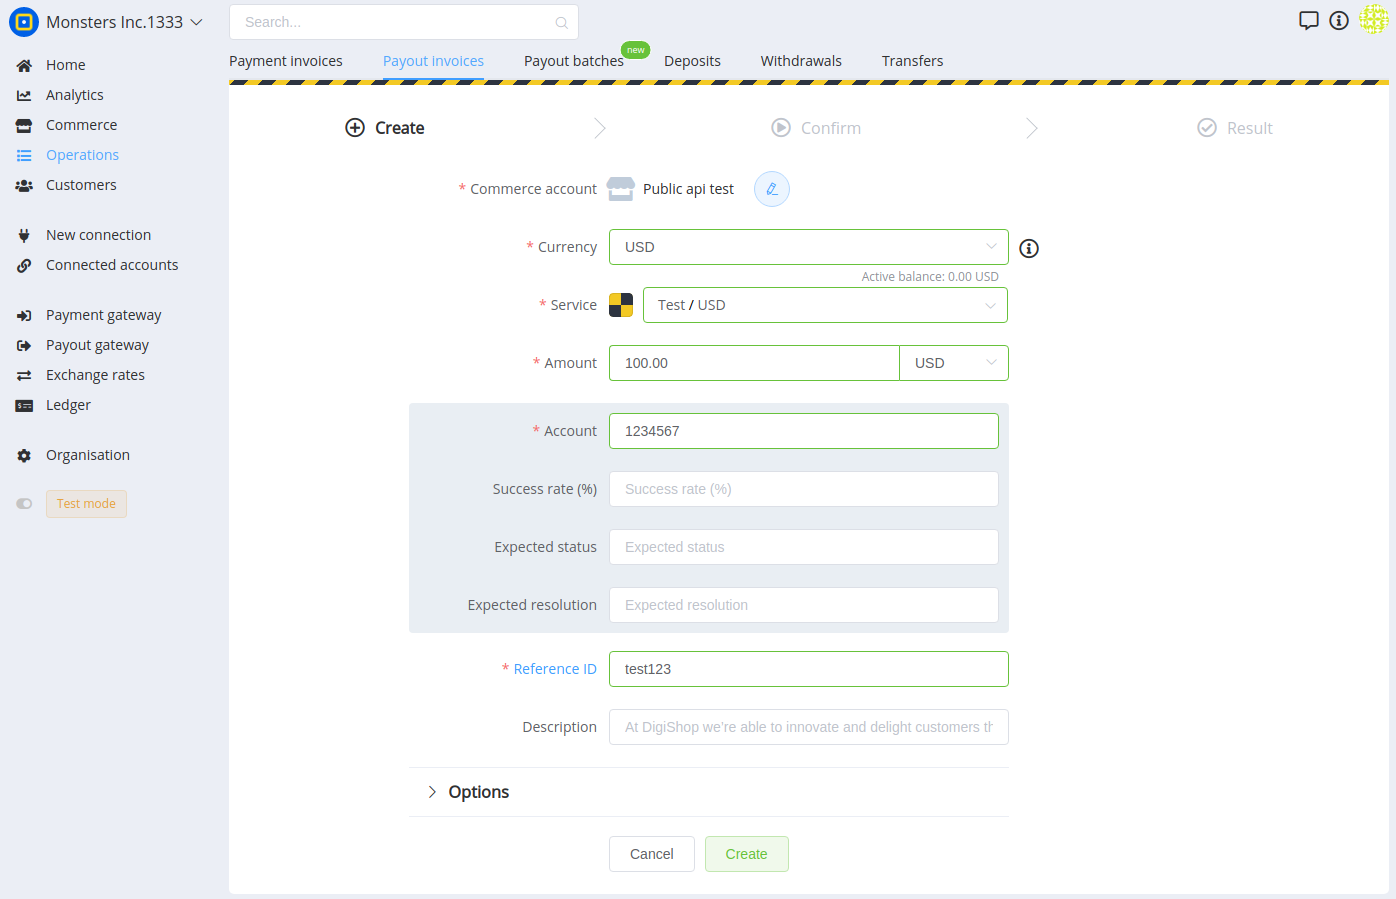 Monsters Inc.1333
Search...
Home
Analytics
Commerce
Operations
Customers
New connection
Connected accounts
Payment gateway
Payout gateway
Exchange rates
Ledger
Organisation
Test mode
Payment invoices
Payout invoices
Payout batches
new
Deposits
Withdrawals
Transfers
Create
Confirm
Result
* Commerce account
Public api test
* Currency
USD
Active balance: 0.00 USD
* Service
Test / USD
* Amount
100.00
USD
* Account
1234567
Success rate (%)
Success rate (%)
Expected status
Expected status
Expected resolution
Expected resolution
* Reference ID
test123
Description
At DigiShop we're able to innovate and delight customers th
Options
Cancel
Create